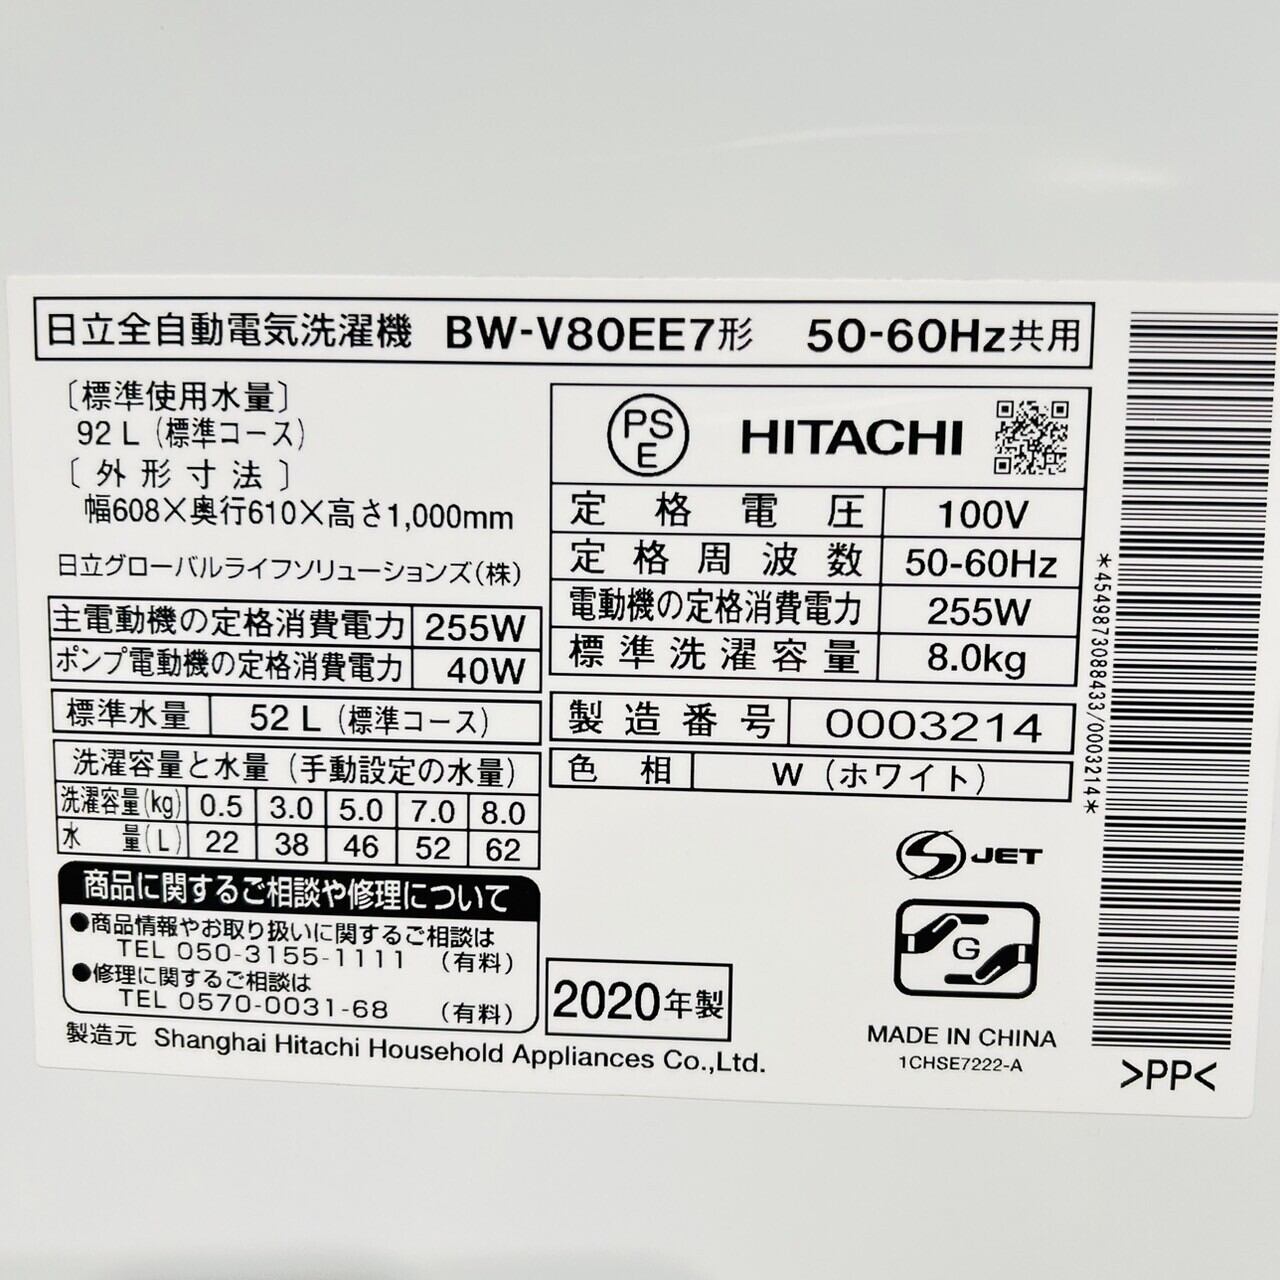 日立全自動電気洗濯機 BW-V80EE7形 50-60Hz共用
〔標準使用水量〕
92 L (標準コース)
〔外形寸法〕
幅608×奥行610×高さ1,000mm
日立グローバルライフソリューションズ(株)
主電動機の定格消費電力 255W
ポンプ電動機の定格消費電力 40W
標準水量 52 L (標準コース)
洗濯容量と水量 (手動設定の水量)
洗濯容量(kg) 0.5 3.0 5.0 7.0 8.0
水量(L) 22 38 46 52 62
商品に関するご相談や修理について
●商品情報やお取り扱いに関するご相談は
TEL 050-3155-1111 (有料)
●修理に関するご相談は
TEL 0570-0031-68 (有料)
製造元 Shanghai Hitachi Household Appliances Co.,Ltd.
PS
E
HITACHI
定格電圧 100V
定格周波数 50-60Hz
電動機の定格消費電力 255W
標準洗濯容量 8.0kg
製造番号 0003214
色相 W (ホワイト)
2020年製
S JET
G
MADE IN CHINA
1CHSE7222-A
*4549873088433/0003214*
>PP<